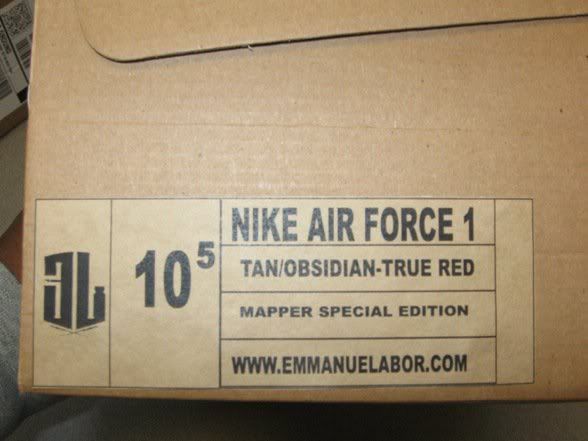 10⁵
NIKE AIR FORCE 1
TAN/OBSIDIAN-TRUE RED
MAPPER SPECIAL EDITION
WWW.EMMANUELABOR.COM